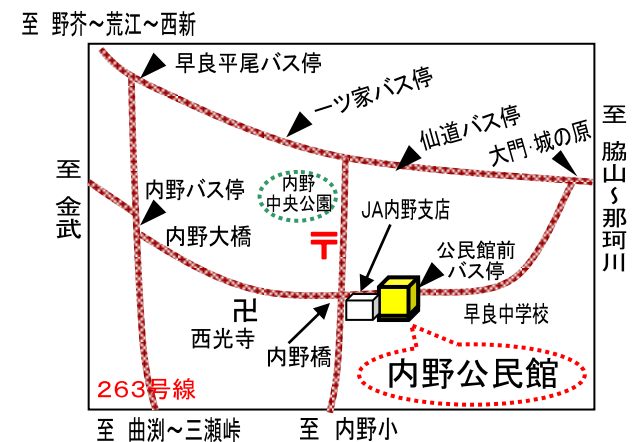 至 野芥～荒江～西新
早良平尾バス停
一ツ家バス停
仙道バス停
大門・城の原
至 脇山～那珂川
至 金武
内野バス停
内野
中央公園
内野大橋
〒
JA内野支店
公民館前
バス停
卍
西光寺
内野橋
早良中学校
内野公民館
263号線
至 曲渕～三瀬峠
至 内野小